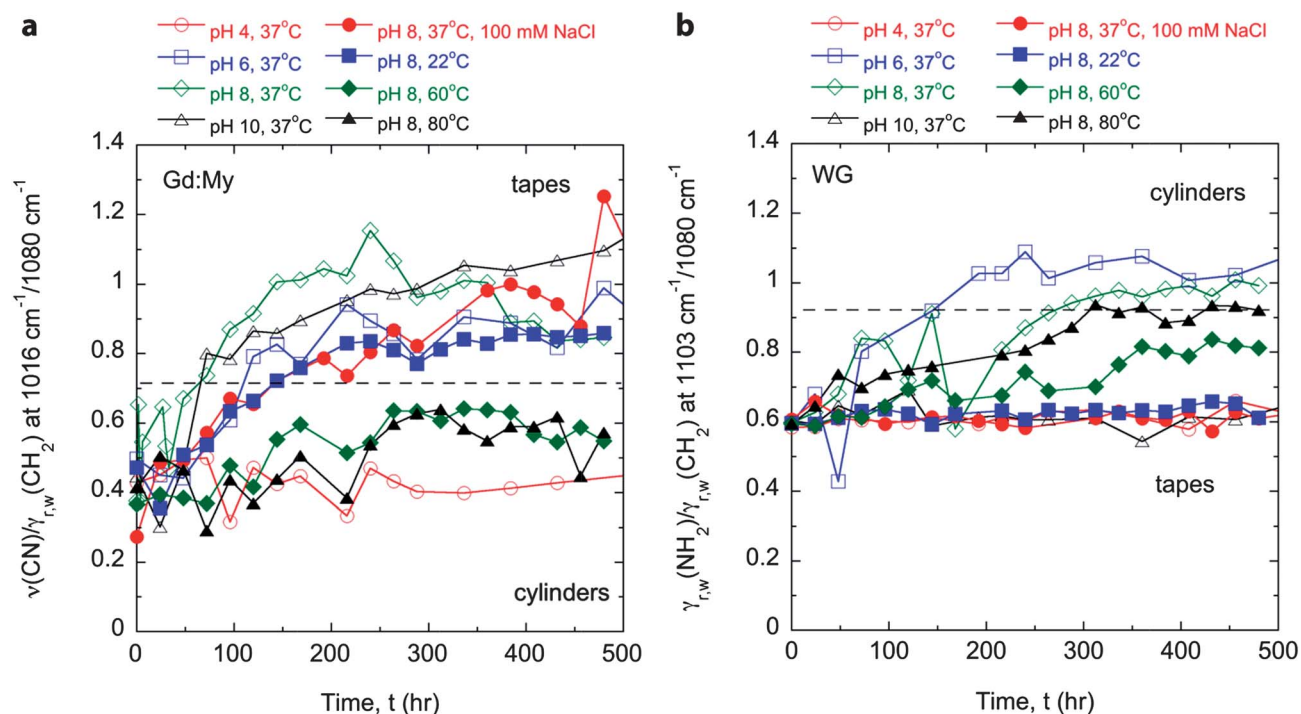 a
pH 4, 37°C
pH 6, 37°C
pH 8, 37°C
pH 10, 37°C
pH 8, 37°C, 100 mM NaCl
pH 8, 22°C
pH 8, 60°C
pH 8, 80°C
1.4
1.2
1
0.8
0.6
0.4
0.2
0
ν(CN)/γr,w(CH2) at 1016 cm-1/1080 cm-1
Gd:My
tapes
cylinders
0 100 200 300 400 500
Time, t (hr)
b
pH 4, 37°C
pH 6, 37°C
pH 8, 37°C
pH 10, 37°C
pH 8, 37°C, 100 mM NaCl
pH 8, 22°C
pH 8, 60°C
pH 8, 80°C
1.4
1.2
1
0.8
0.6
0.4
0.2
0
γr,w(NH2)/γr,w(CH2) at 1103 cm-1/1080 cm-1
WG
cylinders
tapes
0 100 200 300 400 500
Time, t (hr)